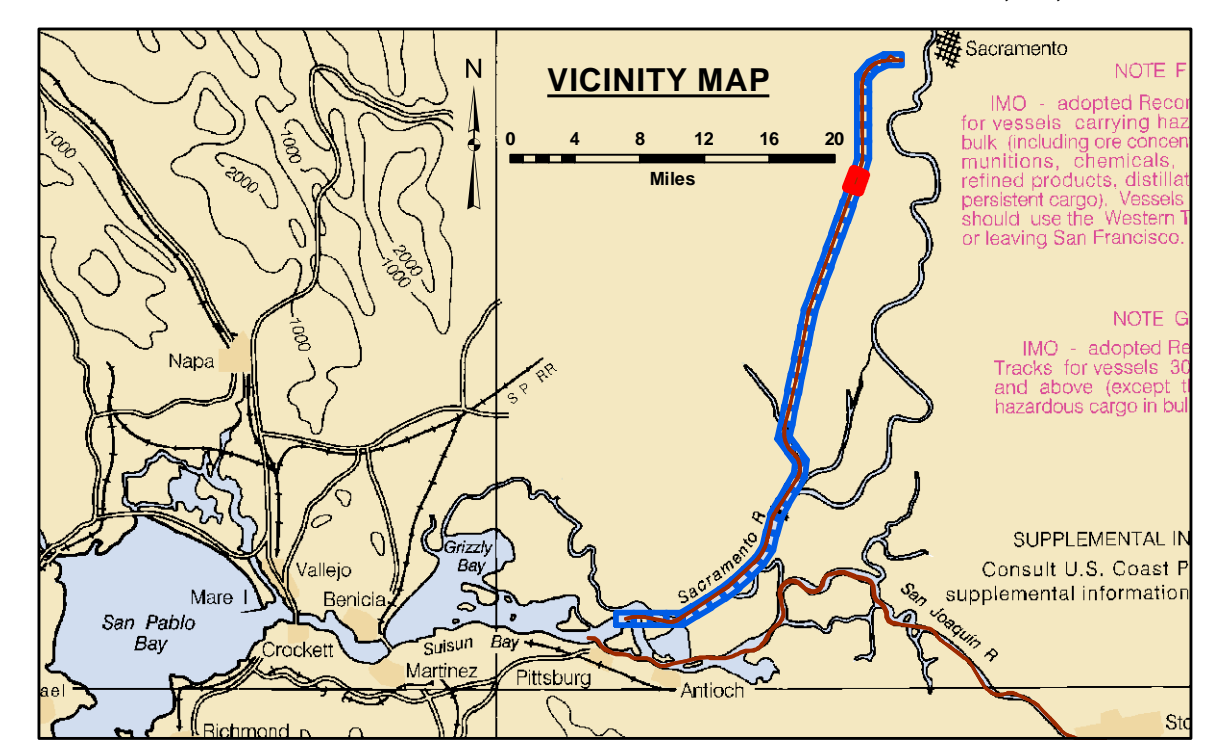 Sacramento
N
VICINITY MAP
NOTE F
0 4 8 12 16 20
Miles
IMO - adopted Recor
for vessels carrying haz
bulk (including ore concen
munitions, chemicals,
refined products, distillat
persistent cargo). Vessels
should use the Western T
or leaving San Francisco.
1000
1000
2000
2000
1000
1000
NOTE G
IMO - adopted Re
Tracks for vessels 30
and above (except t
hazardous cargo in bul
Napa
S P RR
Grizzly
Bay
Sacramento R
SUPPLEMENTAL IN
Consult U.S. Coast P
supplemental information
Vallejo
Mare I
Benicia
San Pablo
Bay
Crockett
Suisun Bay
Martinez
Pittsburg
Antioch
San Joaquin R
ael
Richmond
Sto